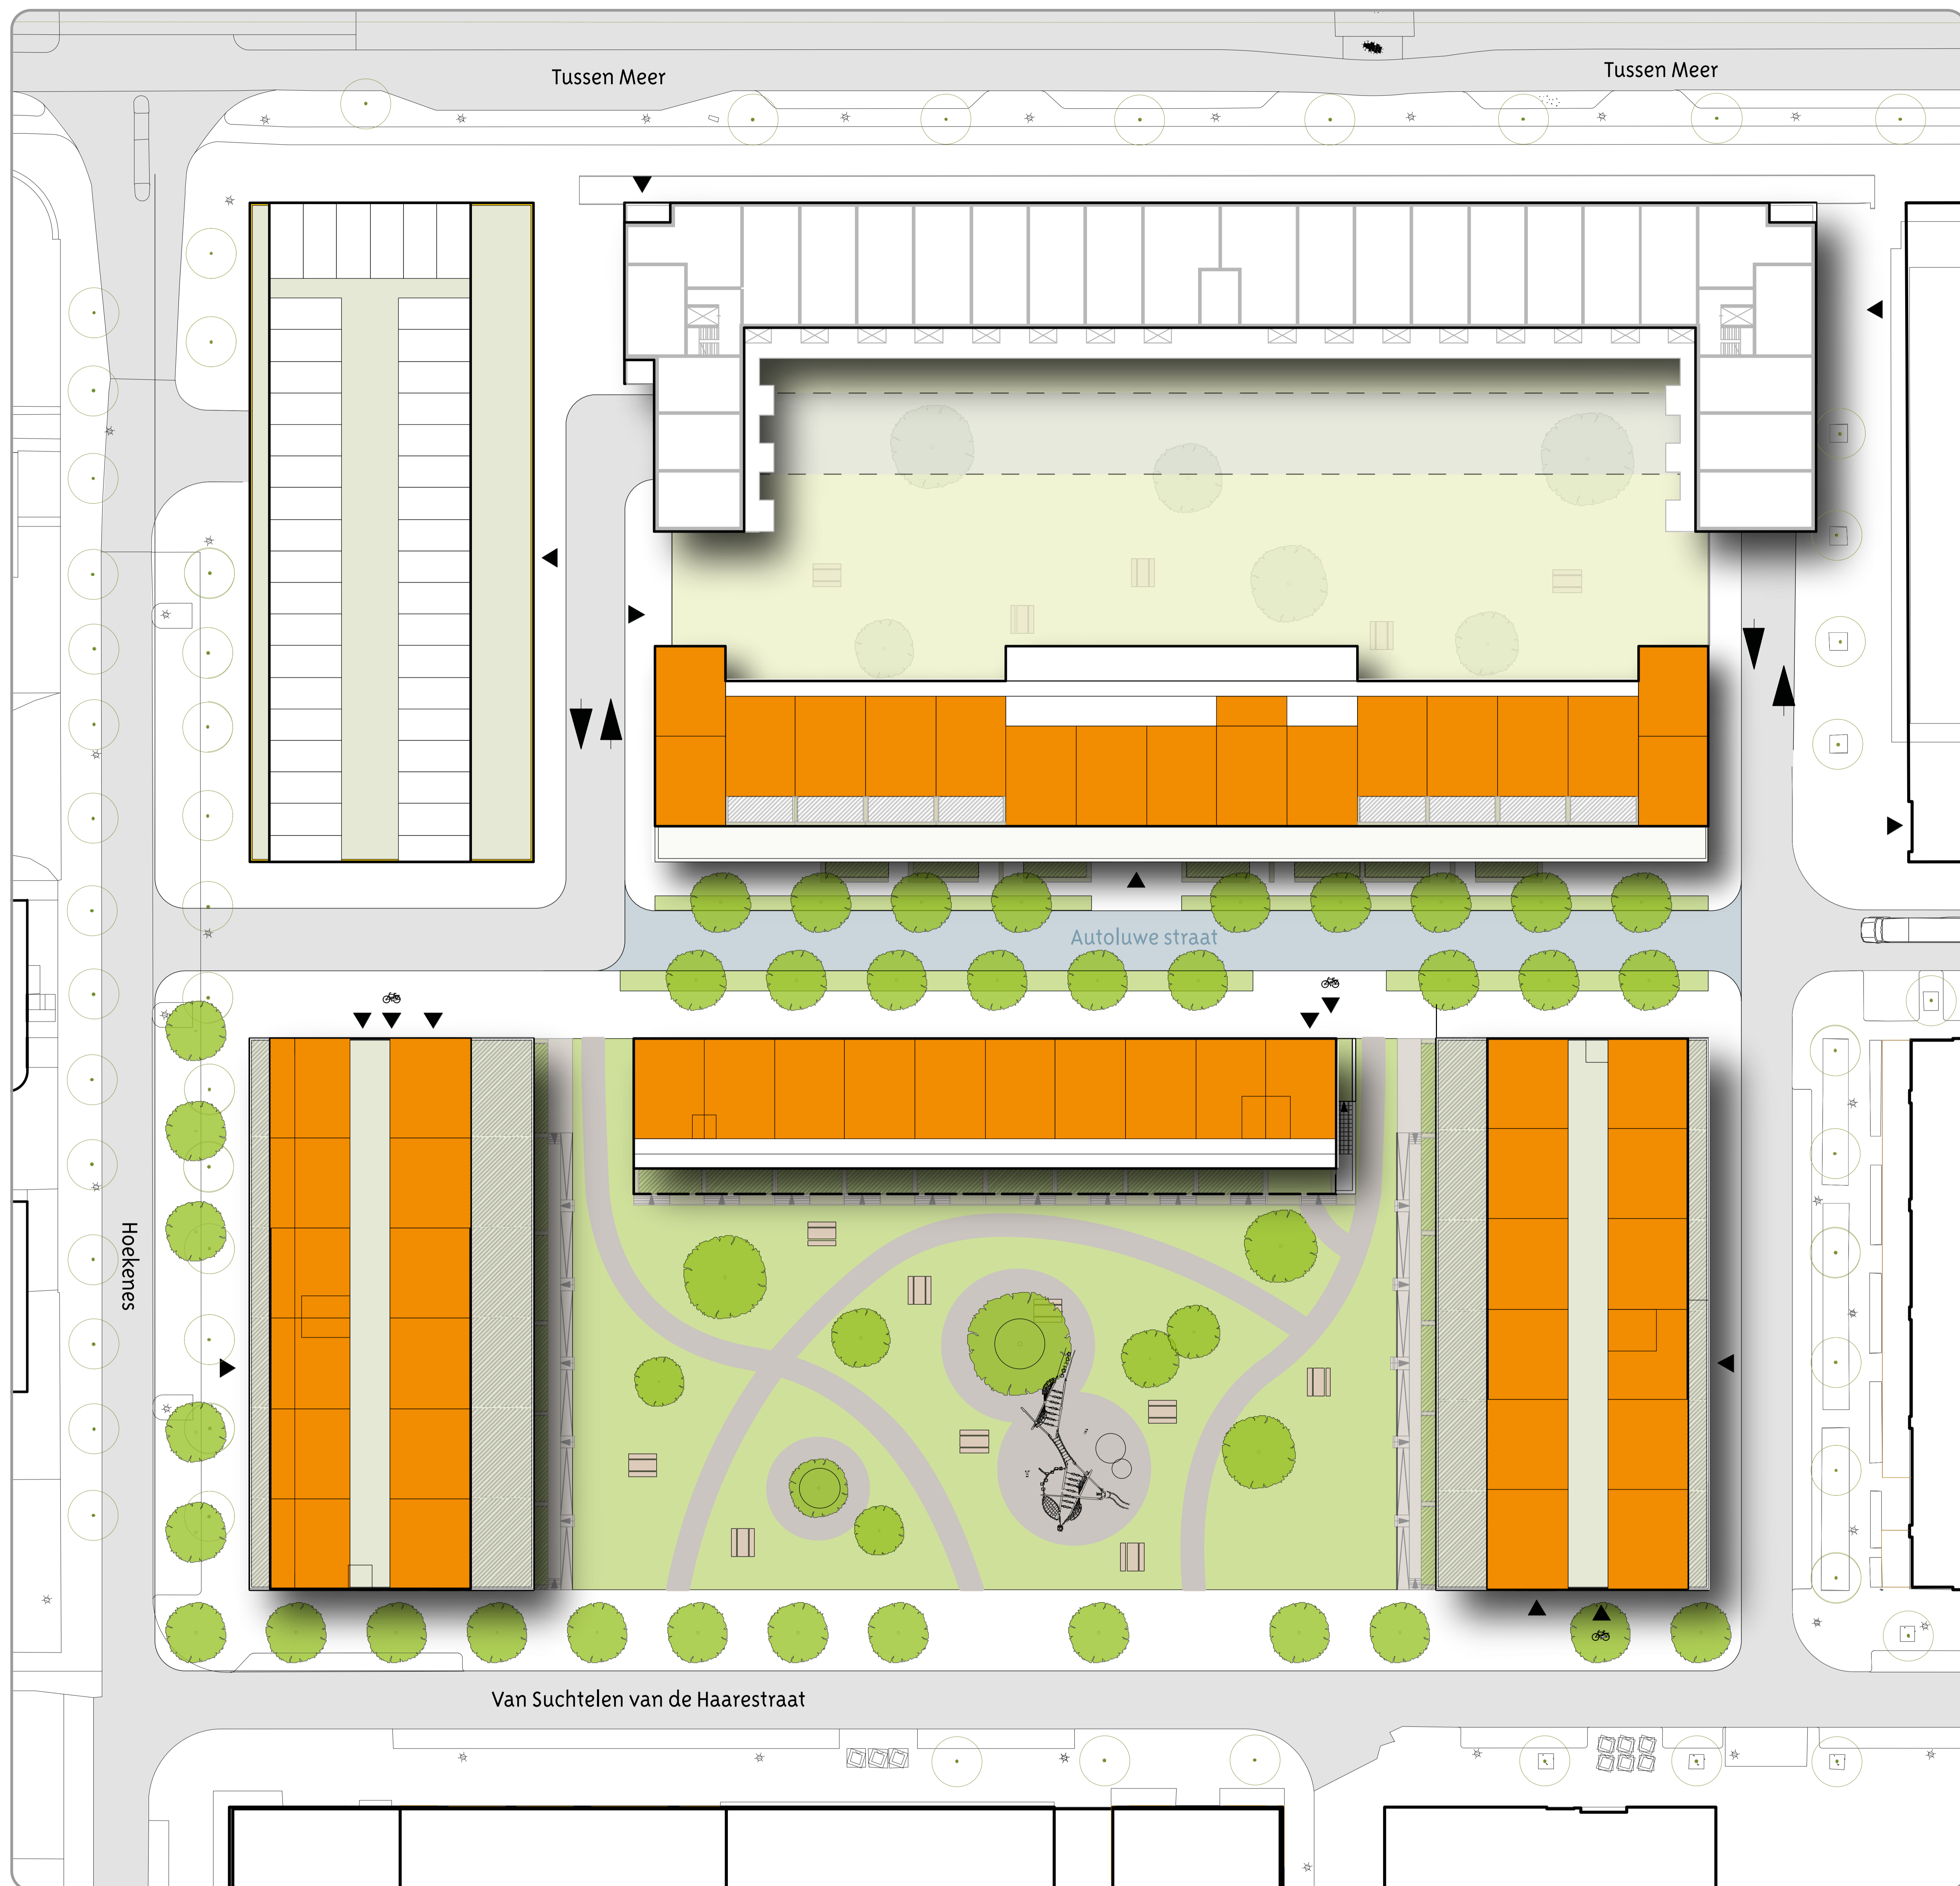 Tussen Meer
Tussen Meer
Autoluwe straat
Hoekenes
Van Suchtelen van de Haarestraat